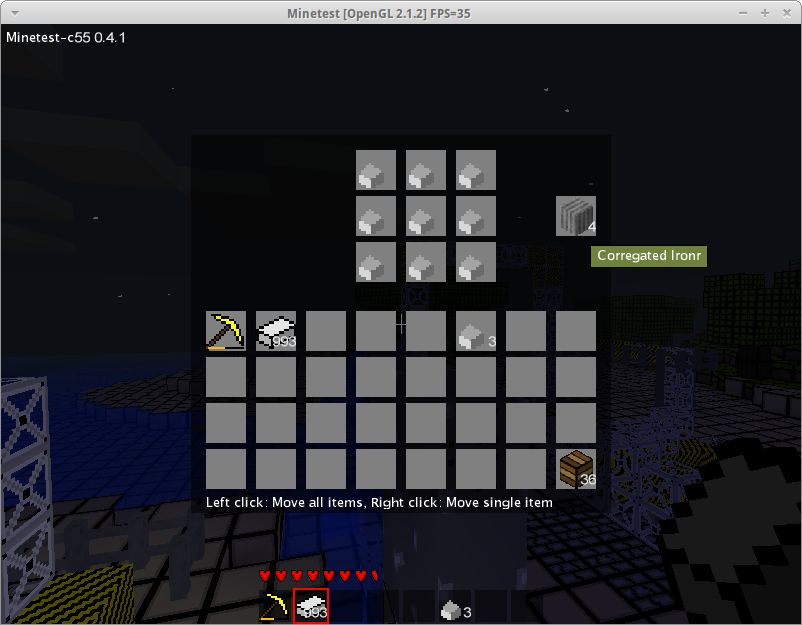 Minetest [OpenGL 2.1.2] FPS=35
Minetest-c55 0.4.1
4
Corregated Ironr
993
3
36
Left click: Move all items, Right click: Move single item
993
3